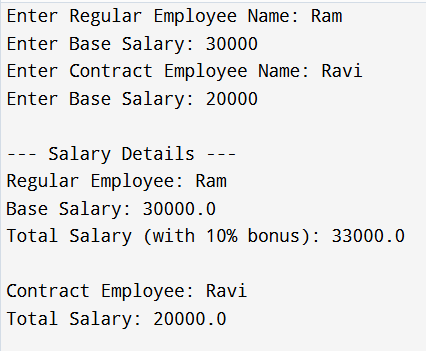 Enter Regular Employee Name: Ram
Enter Base Salary: 30000
Enter Contract Employee Name: Ravi
Enter Base Salary: 20000
--- Salary Details ---
Regular Employee: Ram
Base Salary: 30000.0
Total Salary (with 10% bonus): 33000.0
Contract Employee: Ravi
Total Salary: 20000.0